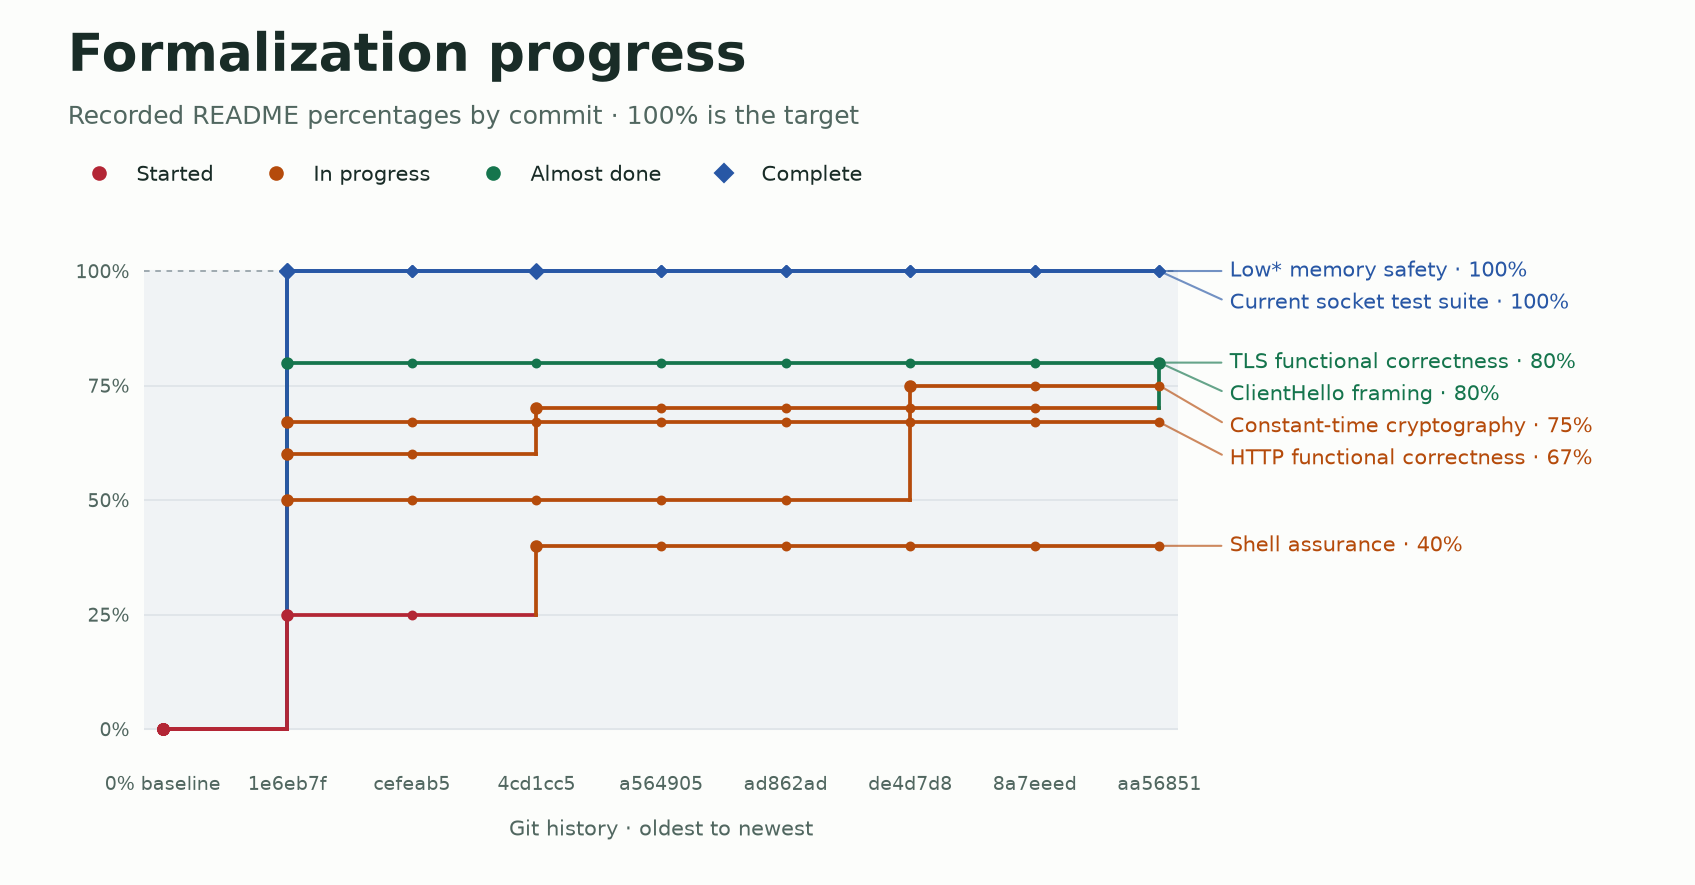 Formalization progress
Recorded README percentages by commit · 100% is the target
Started In progress Almost done Complete
100%
75%
50%
25%
0%
Low* memory safety · 100%
Current socket test suite · 100%
TLS functional correctness · 80%
ClientHello framing · 80%
Constant-time cryptography · 75%
HTTP functional correctness · 67%
Shell assurance · 40%
0% baseline 1e6eb7f cefeab5 4cd1cc5 a564905 ad862ad de4d7d8 8a7eeed aa56851
Git history · oldest to newest